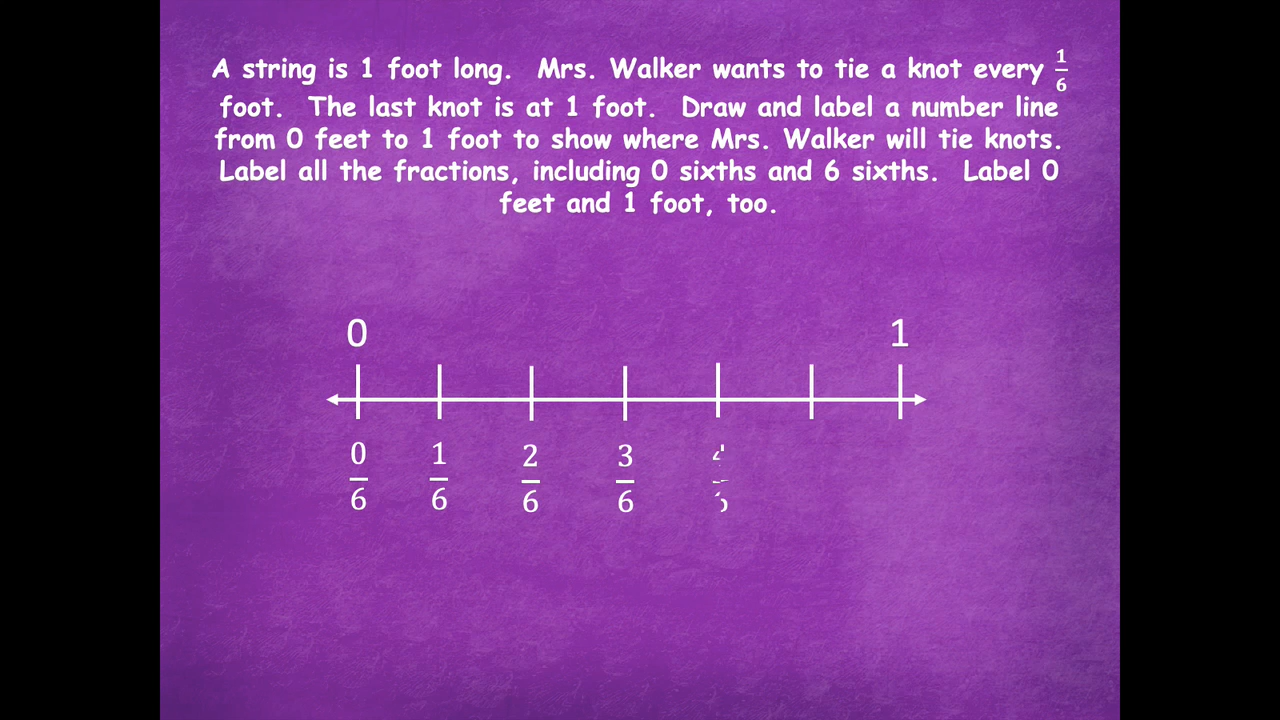 A string is 1 foot long. Mrs. Walker wants to tie a knot every 1/6
foot. The last knot is at 1 foot. Draw and label a number line
from 0 feet to 1 foot to show where Mrs. Walker will tie knots.
Label all the fractions, including 0 sixths and 6 sixths. Label 0
feet and 1 foot, too.
0 1
0/6 1/6 2/6 3/6